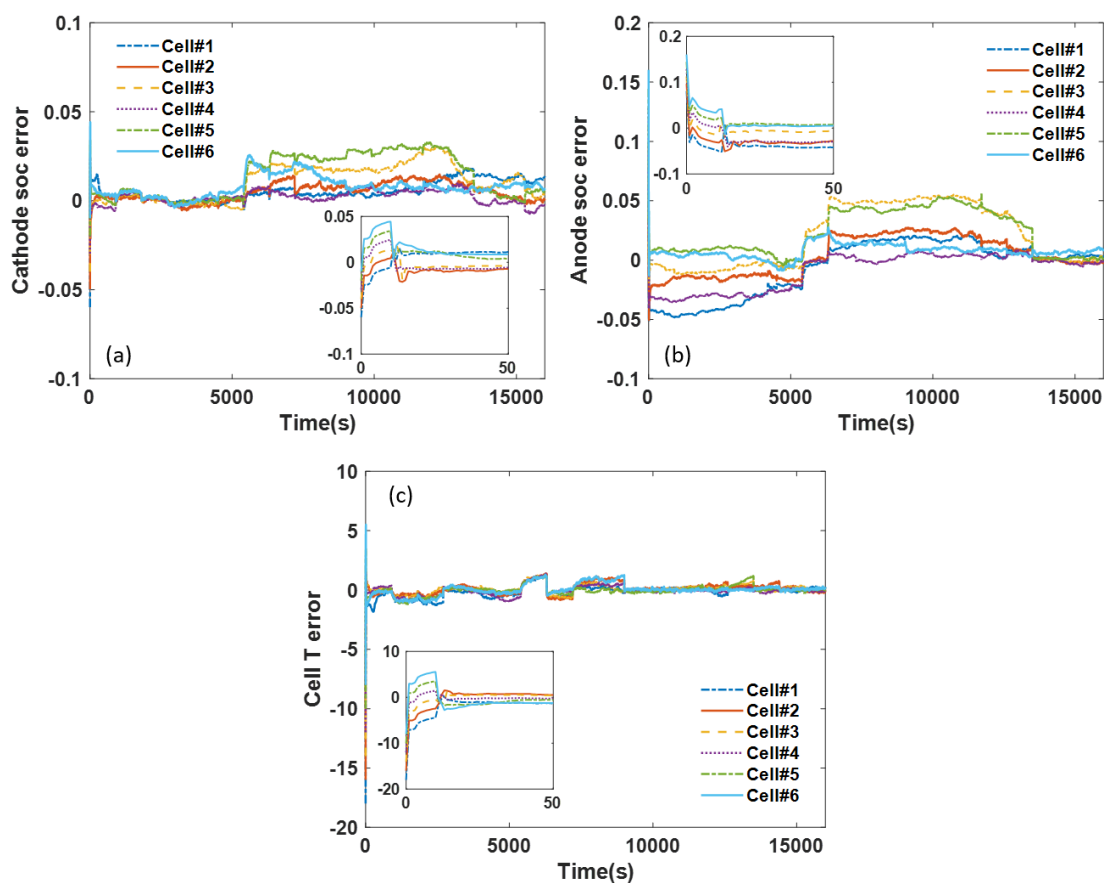 0.1
0.05
0
-0.05
-0.1
Cathode soc error
Cell#1
Cell#2
Cell#3
Cell#4
Cell#5
Cell#6
0.05
0
-0.05
-0.1
0 50
(a)
0 5000 10000 15000
Time(s)
0.2
0.15
0.1
0.05
0
-0.05
-0.1
Anode soc error
0.2
0.1
0
-0.1
0 50
Cell#1
Cell#2
Cell#3
Cell#4
Cell#5
Cell#6
(b)
0 5000 10000 15000
Time(s)
10
5
0
-5
-10
-15
-20
Cell T error
(c)
10
0
-10
-20
0 50
Cell#1
Cell#2
Cell#3
Cell#4
Cell#5
Cell#6
0 5000 10000 15000
Time(s)